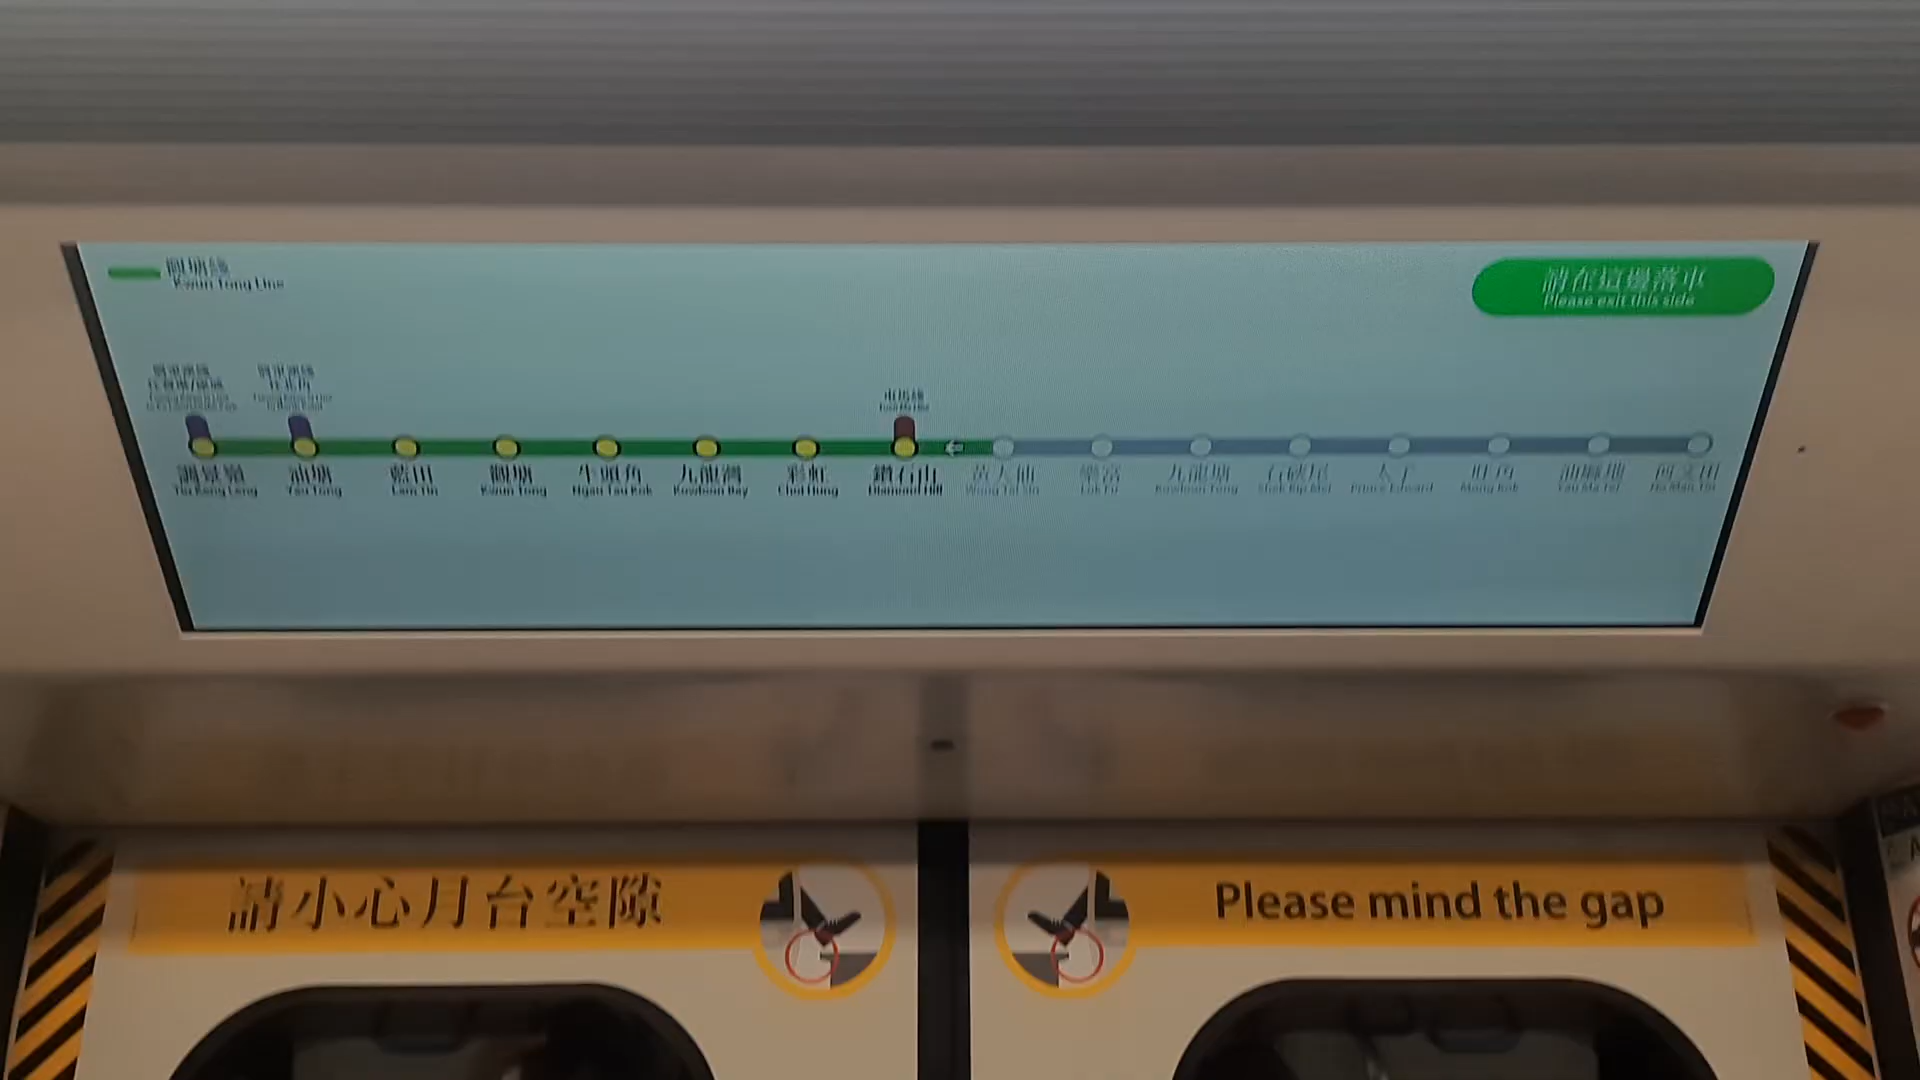 觀塘綫
Kwun Tong Line
請在這邊落車
Please exit this side
調景嶺 油塘 藍田 觀塘 牛頭角 九龍灣 彩虹 鑽石山 黃大仙 樂富 九龍塘 石硤尾 太子 旺角 油麻地 何文田
Tiu Keng Leng Yau Tong Lam Tin Kwun Tong Ngau Tau Kok Kowloon Bay Choi Hung Diamond Hill Wong Tai Sin Lok Fu Kowloon Tong Shek Kip Mei Prince Edward Mong Kok Yau Ma Tei Ho Man Tin
請小心月台空隙
Please mind the gap